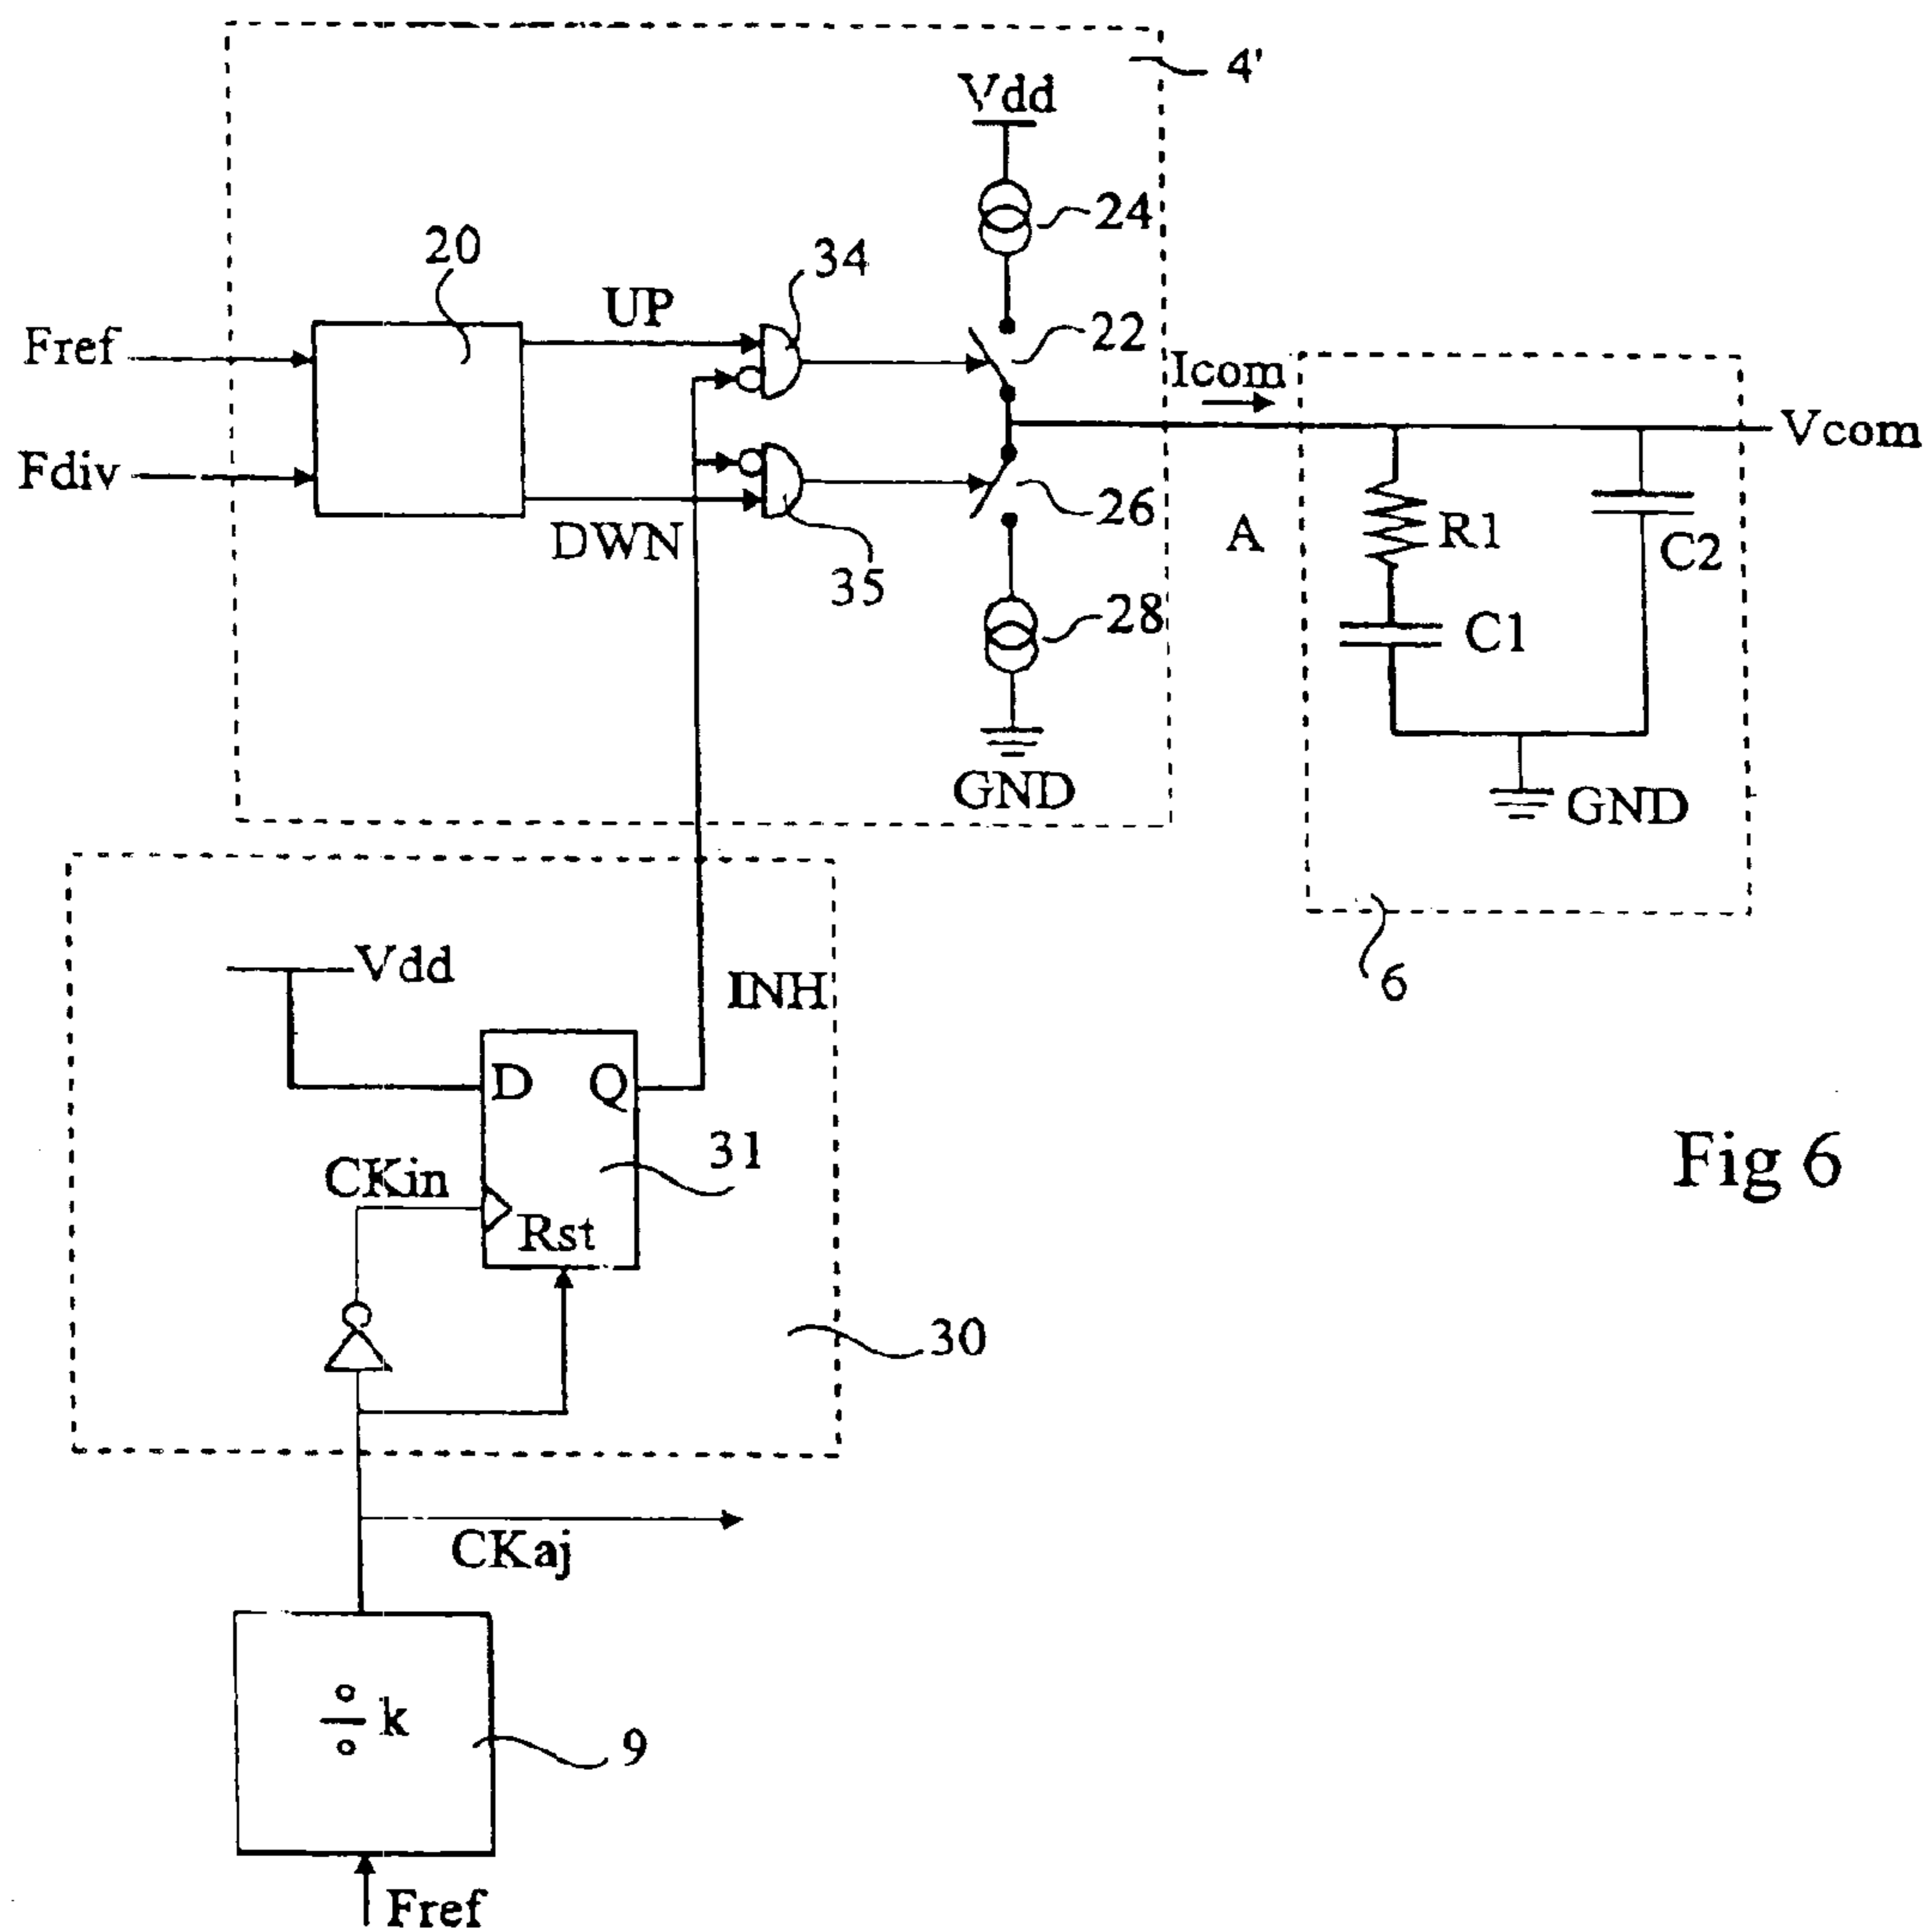 4'
Vdd
24
20
34
UP
22
Fref
Icom
Vcom
Fdiv
26
DWN
A
R1
C2
35
28
C1
GND
GND
6
Vdd
INH
D
Q
31
CKin
Rst
Fig 6
30
CKaj
÷ k
9
Fref